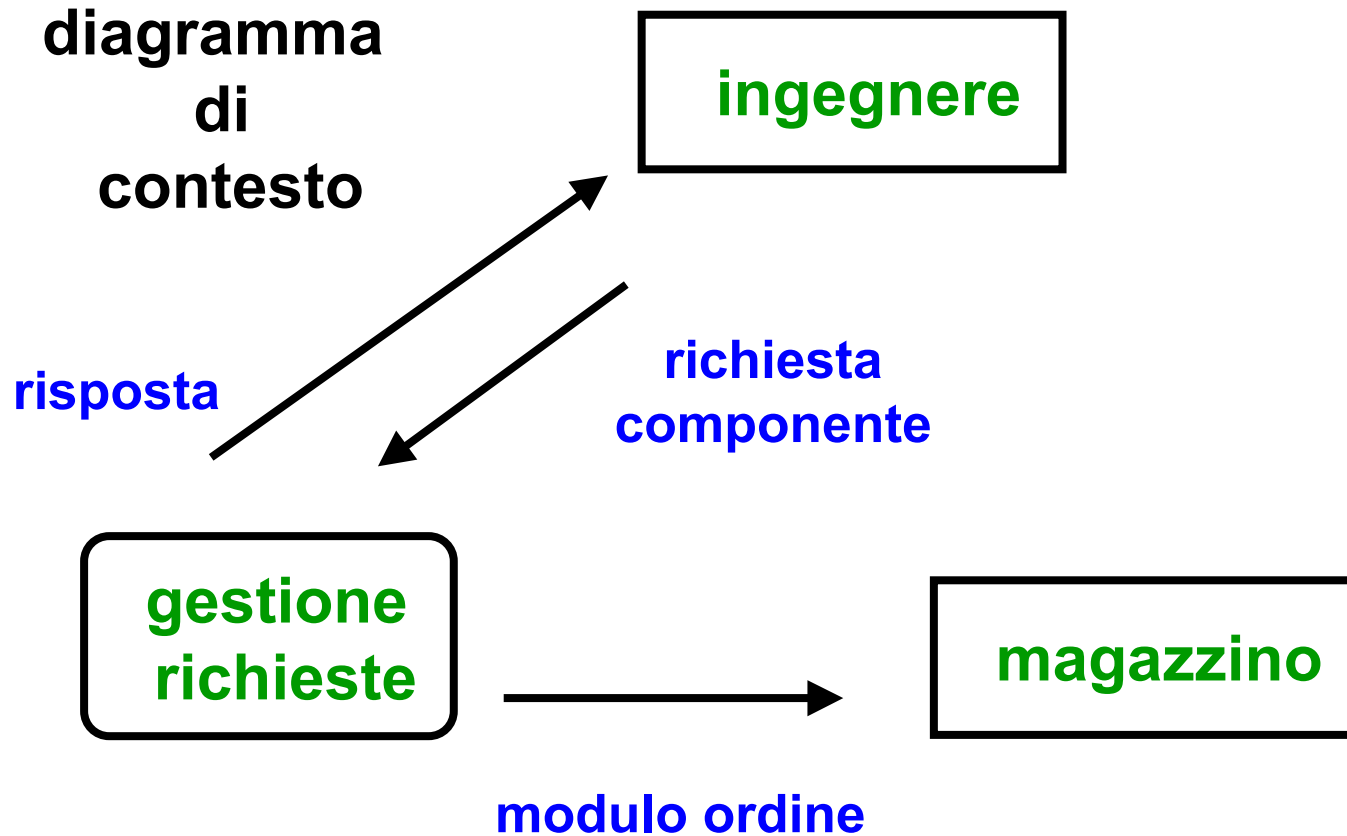 diagramma
di
contesto
ingegnere
risposta
richiesta
componente
gestione
richieste
magazzino
modulo ordine